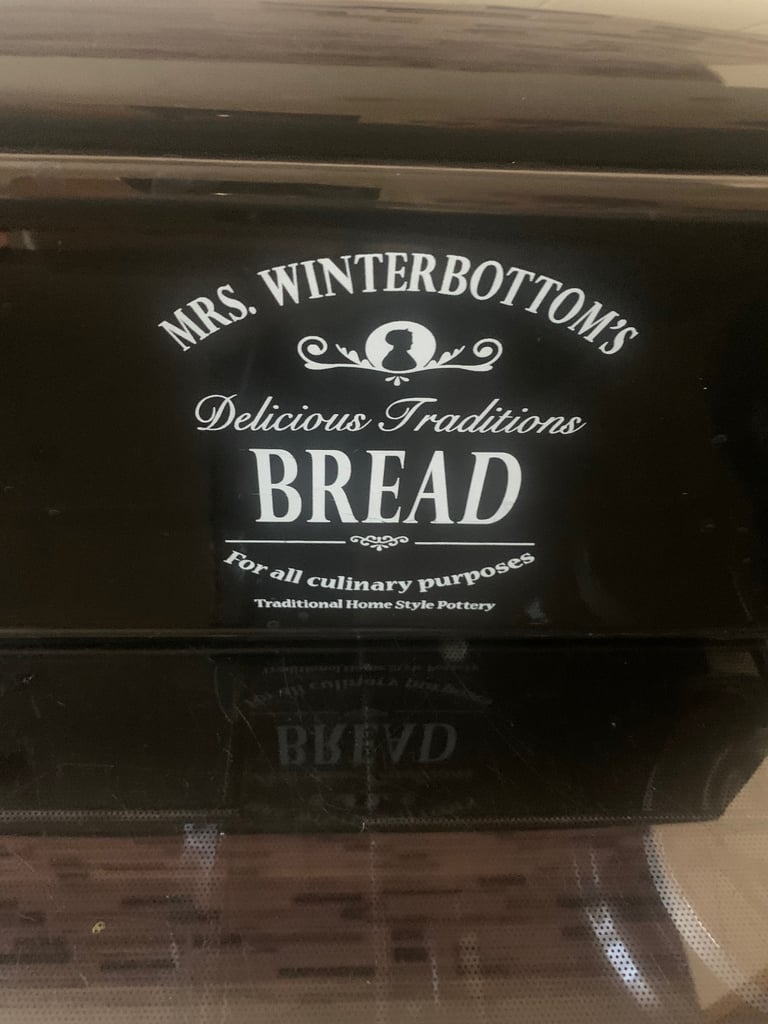 MRS. WINTERBOTTOM'S
Delicious Traditions
BREAD
For all culinary purposes
Traditional Home Style Pottery